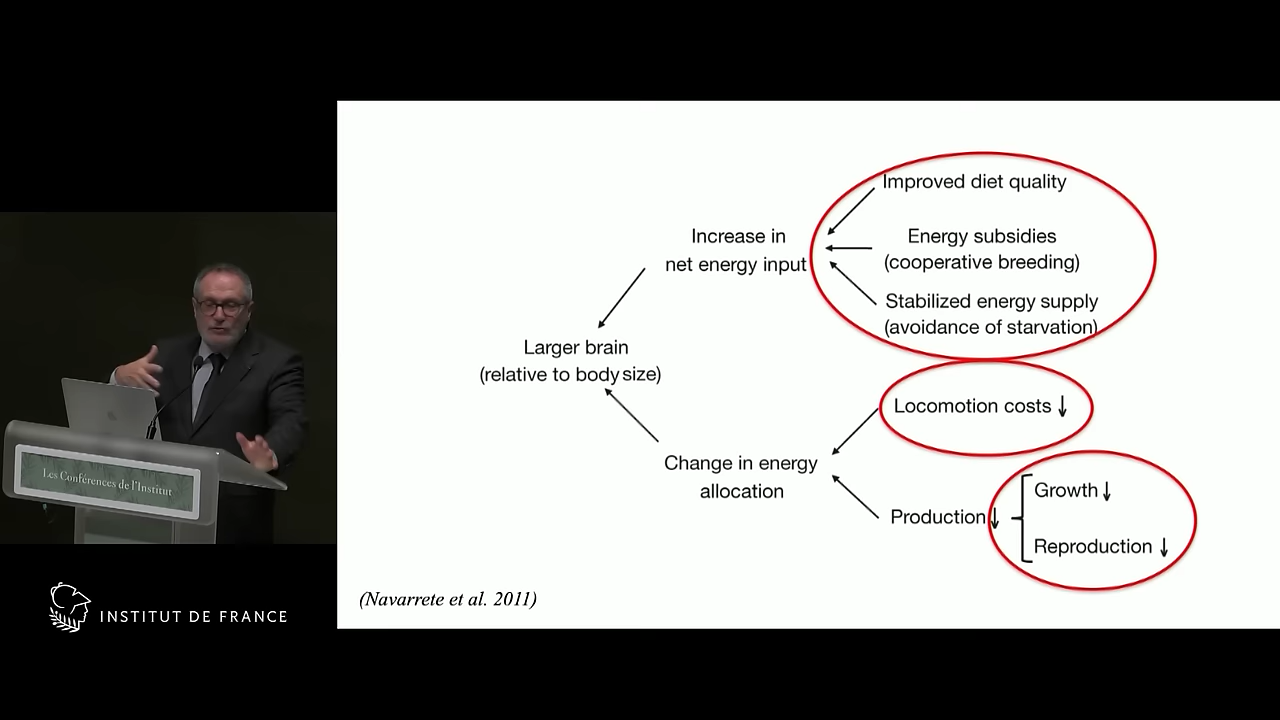 Improved diet quality
Increase in
net energy input
Energy subsidies
(cooperative breeding)
Stabilized energy supply
(avoidance of starvation)
Larger brain
(relative to body size)
Locomotion costs ↓
Change in energy
allocation
Production ↓
Growth ↓
Reproduction ↓
(Navarrete et al. 2011)
Les Conférences de l'Institut
INSTITUT DE FRANCE